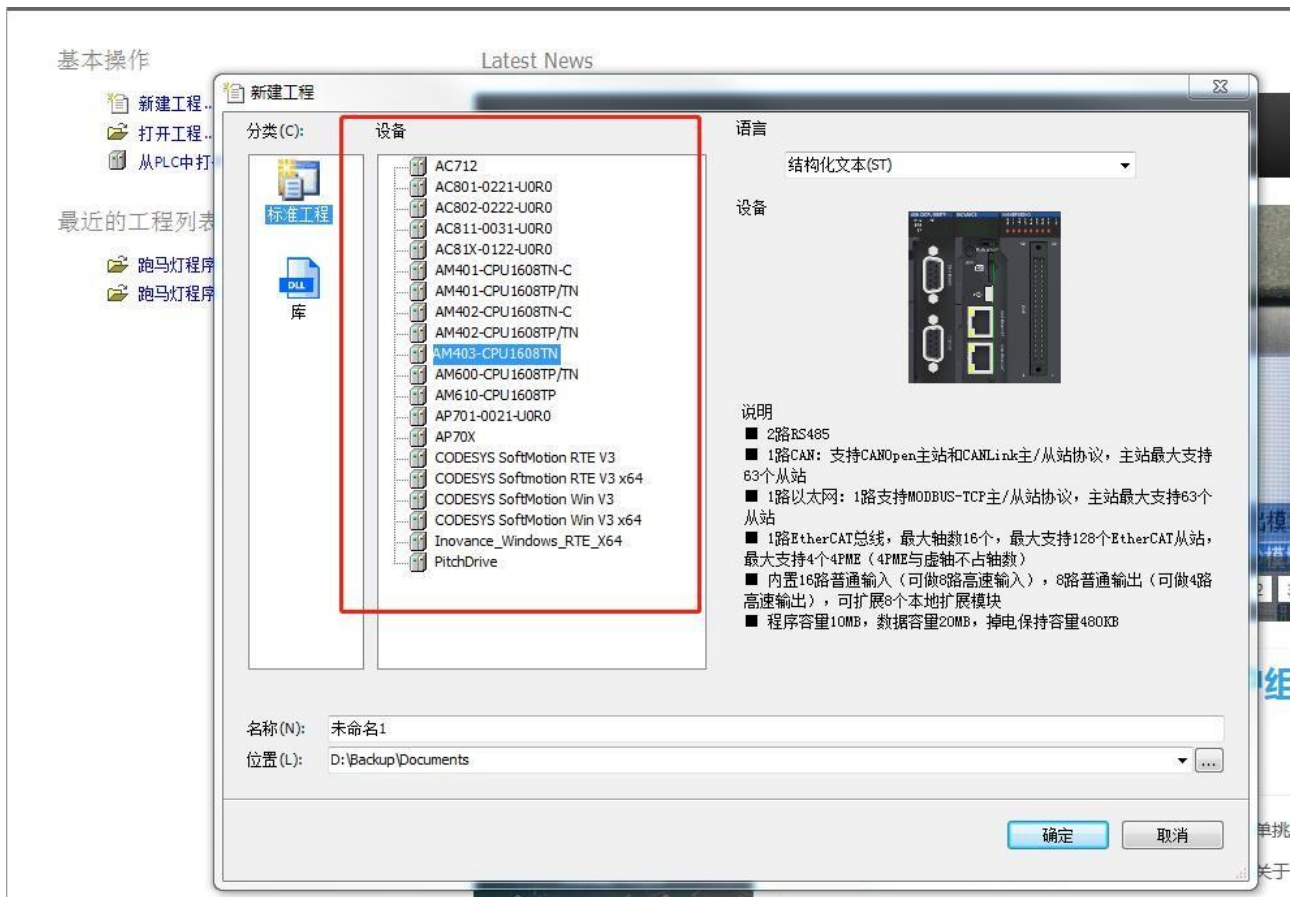 基本操作
Latest News
新建工程..
打开工程..
从PLC中打
最近的工程列表
跑马灯程序
跑马灯程序
新建工程
分类(C):
标准工程
DLL
库
设备
AC712
AC801-0221-U0R0
AC802-0222-U0R0
AC811-0031-U0R0
AC81X-0122-U0R0
AM401-CPU1608TN-C
AM401-CPU1608TP/TN
AM402-CPU1608TN-C
AM402-CPU1608TP/TN
AM403-CPU1608TN
AM600-CPU1608TP/TN
AM610-CPU1608TP
AP701-0021-U0R0
AP70X
CODESYS SoftMotion RTE V3
CODESYS Softmotion RTE V3 x64
CODESYS SoftMotion Win V3
CODESYS SoftMotion Win V3 x64
Inovance_Windows_RTE_X64
PitchDrive
语言
结构化文本(ST)
设备
说明
■ 2路RS485
■ 1路CAN: 支持CANOpen主站和CANLink主/从站协议，主站最大支持
63个从站
■ 1路以太网: 1路支持MODBUS-TCP主/从站协议，主站最大支持63个
从站
■ 1路EtherCAT总线，最大轴数16个，最大支持128个EtherCAT从站，
最大支持4个4PME（4PME与虚轴不占轴数）
■ 内置16路普通输入（可做8路高速输入），8路普通输出（可做4路
高速输出），可扩展8个本地扩展模块
■ 程序容量10MB，数据容量20MB，掉电保持容量480KB
名称(N):
未命名1
位置(L):
D:\Backup\Documents
...
确定
取消
组
单挑
关于